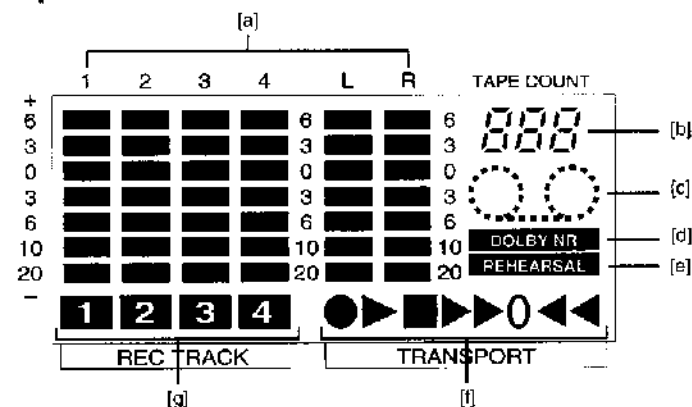 [a]
1 2 3 4 L R TAPE COUNT
+
6 6 6 888 [b]
3 3 3
0 0 0
3 3 3 [c]
6 6 6
10 10 10 DOLBY NR [d]
20 20 20 REHEARSAL [e]
–
1 2 3 4 0
REC TRACK TRANSPORT
[g] [f]